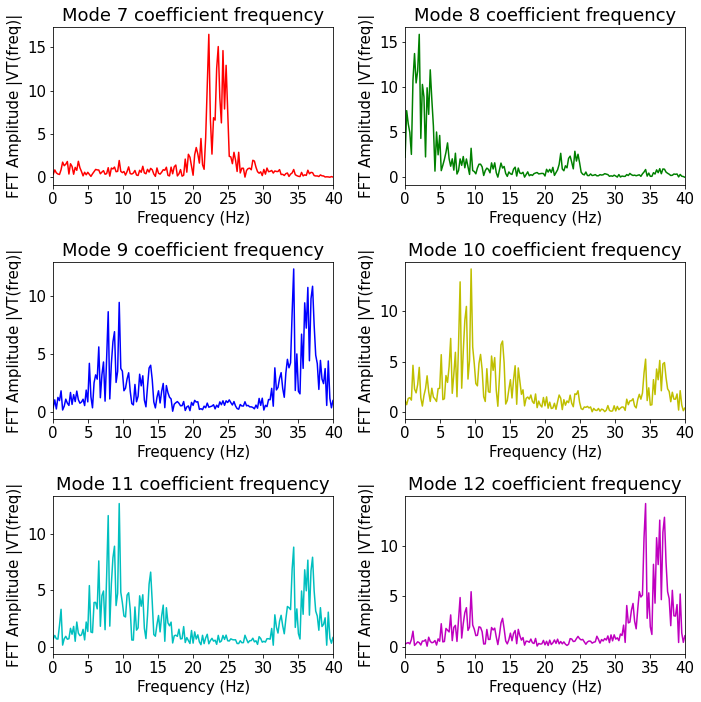 Mode 7 coefficient frequency
FFT Amplitude |VT(freq)|
15
10
5
0
0 5 10 15 20 25 30 35 40
Frequency (Hz)
Mode 8 coefficient frequency
FFT Amplitude |VT(freq)|
15
10
5
0
0 5 10 15 20 25 30 35 40
Frequency (Hz)
Mode 9 coefficient frequency
FFT Amplitude |VT(freq)|
10
5
0
0 5 10 15 20 25 30 35 40
Frequency (Hz)
Mode 10 coefficient frequency
FFT Amplitude |VT(freq)|
10
5
0
0 5 10 15 20 25 30 35 40
Frequency (Hz)
Mode 11 coefficient frequency
FFT Amplitude |VT(freq)|
10
5
0
0 5 10 15 20 25 30 35 40
Frequency (Hz)
Mode 12 coefficient frequency
FFT Amplitude |VT(freq)|
10
5
0
0 5 10 15 20 25 30 35 40
Frequency (Hz)